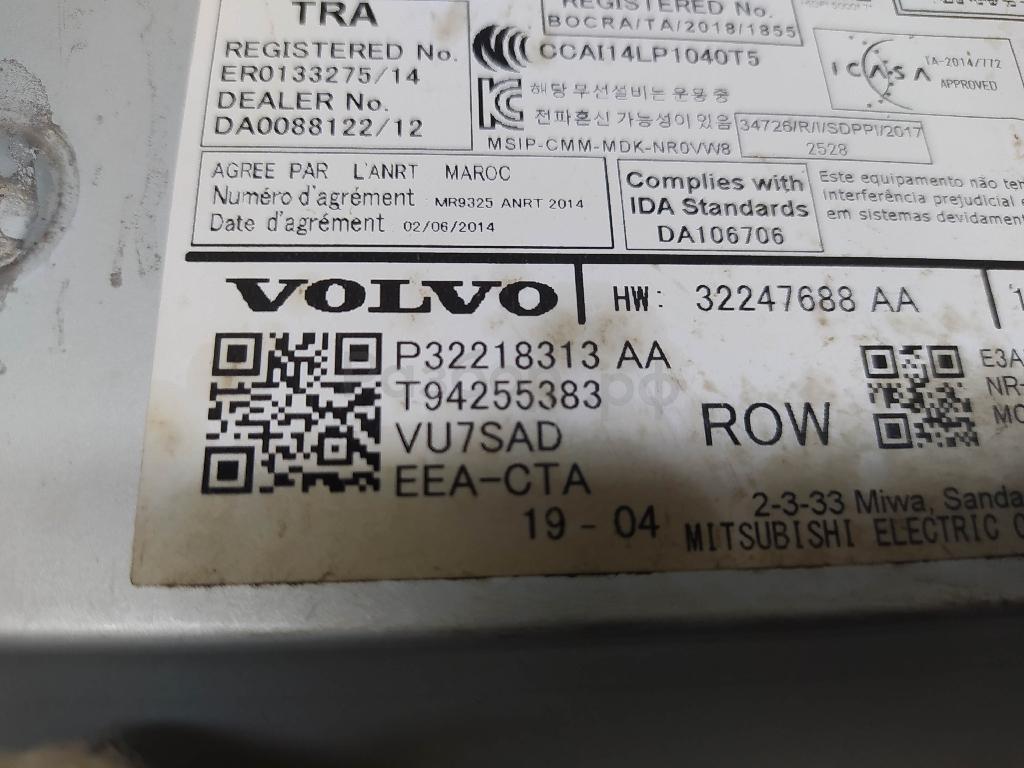 TRA
REGISTERED No.
ER0133275/14
DEALER No.
DA0088122/12
REGISTERED No.
BOCRA/TA/2018/1855
CCAI14LP1040T5
해당 무선설비는 운용 중
전파혼신 가능성이 있음
MSIP-CMM-MDK-NR0VW8
34726/R/I/SDPPI/2017
2528
ICASA
TA-2014/772
APPROVED
AGREE PAR L'ANRT MAROC
Numéro d'agrément MR9325 ANRT 2014
Date d'agrément 02/06/2014
Complies with
IDA Standards
DA106706
Este equipamento não
interferência prejudicial
em sistemas
VOLVO
HW: 32247688 AA
P32218313 AA
T94255383
VU7SAD
EEA-CTA
19 - 04
ROW
2-3-33 Miwa,
MITSUBISHI ELECTRIC